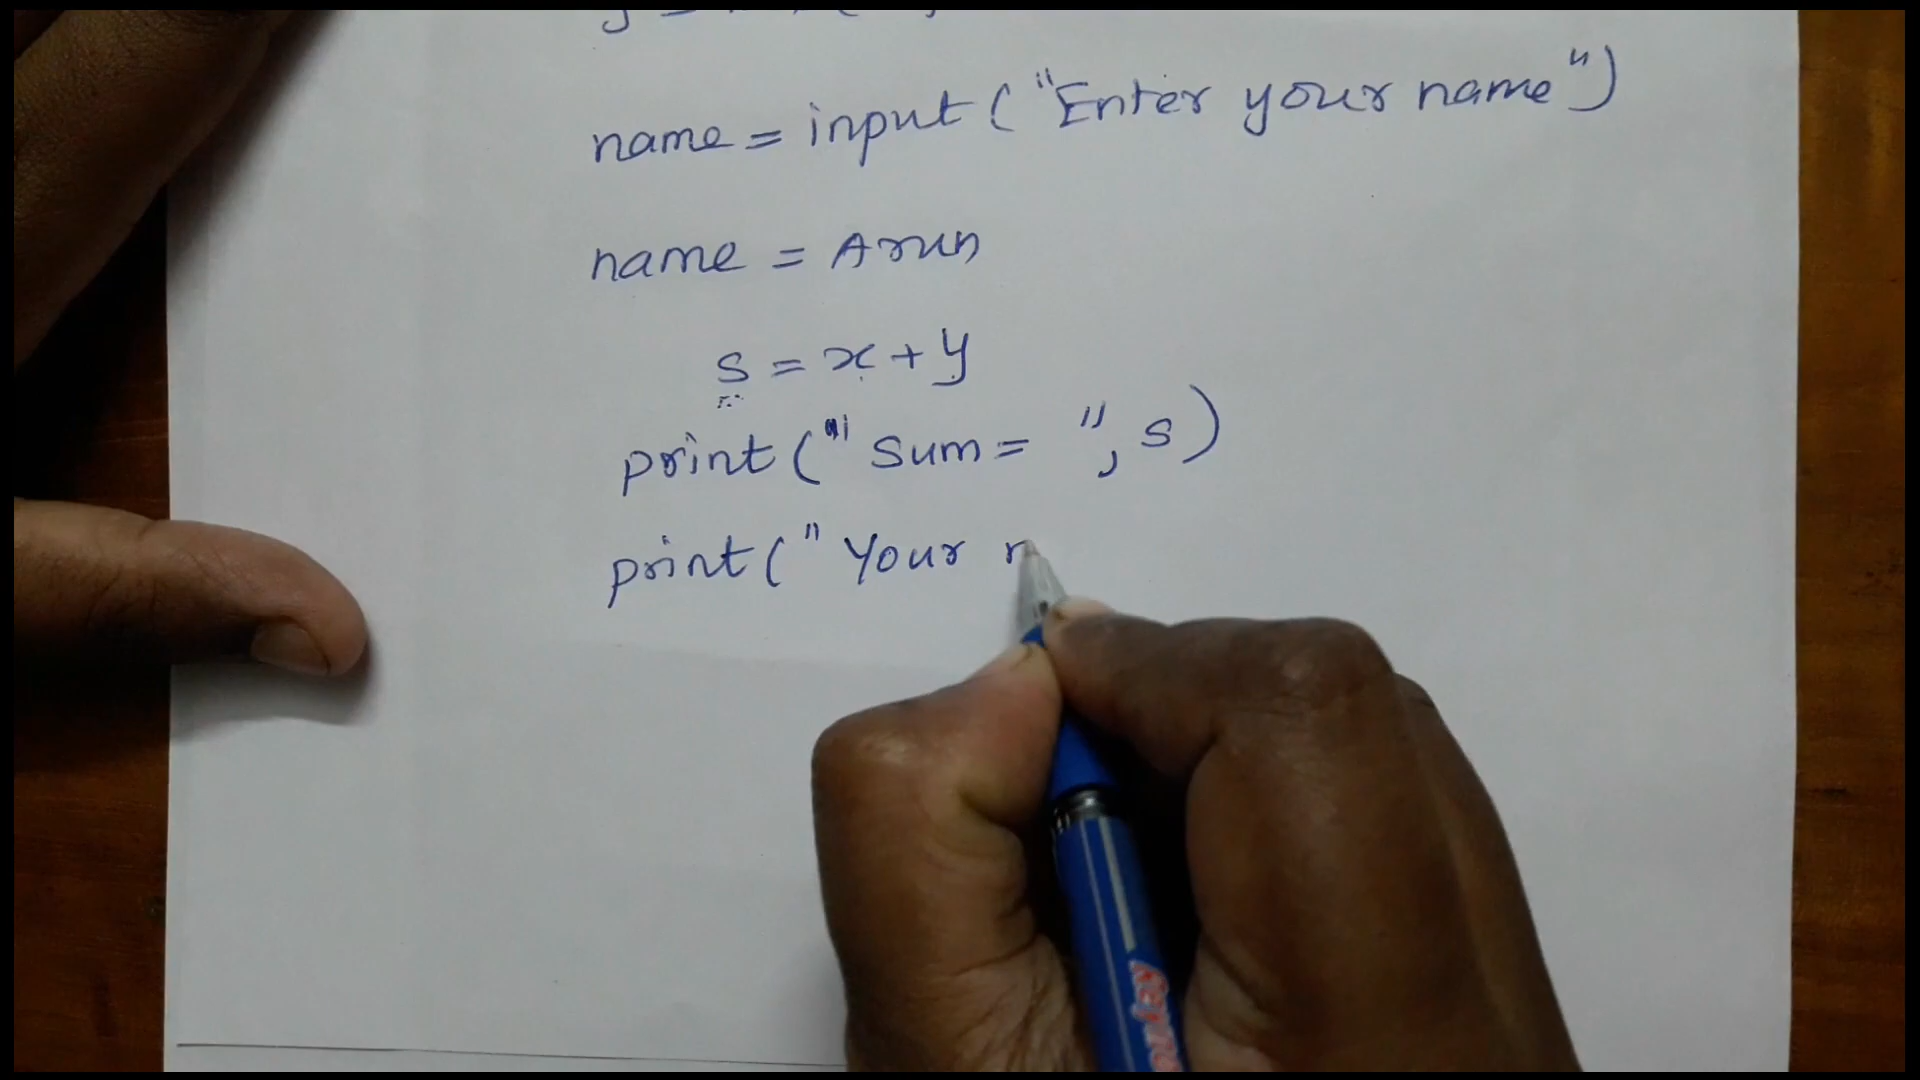 name = input ("Enter your name")
name = Arun
s = x + y
print ("Sum = ", s)
print (" Your